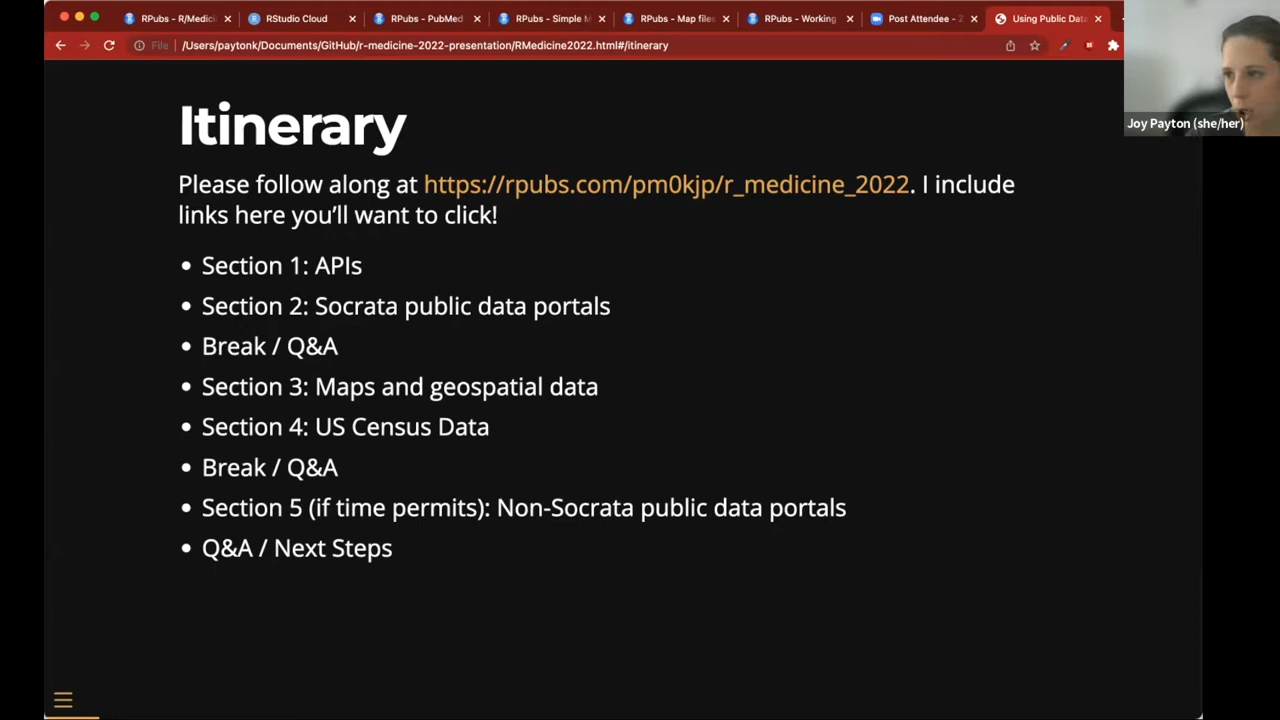 RPubs - R/Medici
RStudio Cloud
RPubs - PubMed
RPubs - Simple M
RPubs - Map files
RPubs - Working
Post Attendee - Z
Using Public Data
File
/Users/paytonk/Documents/GitHub/r-medicine-2022-presentation/RMedicine2022.html#/itinerary
Joy Payton (she/her)
Itinerary
Please follow along at https://rpubs.com/pm0kjp/r_medicine_2022. I include
links here you’ll want to click!
• Section 1: APIs
• Section 2: Socrata public data portals
• Break / Q&A
• Section 3: Maps and geospatial data
• Section 4: US Census Data
• Break / Q&A
• Section 5 (if time permits): Non-Socrata public data portals
• Q&A / Next Steps